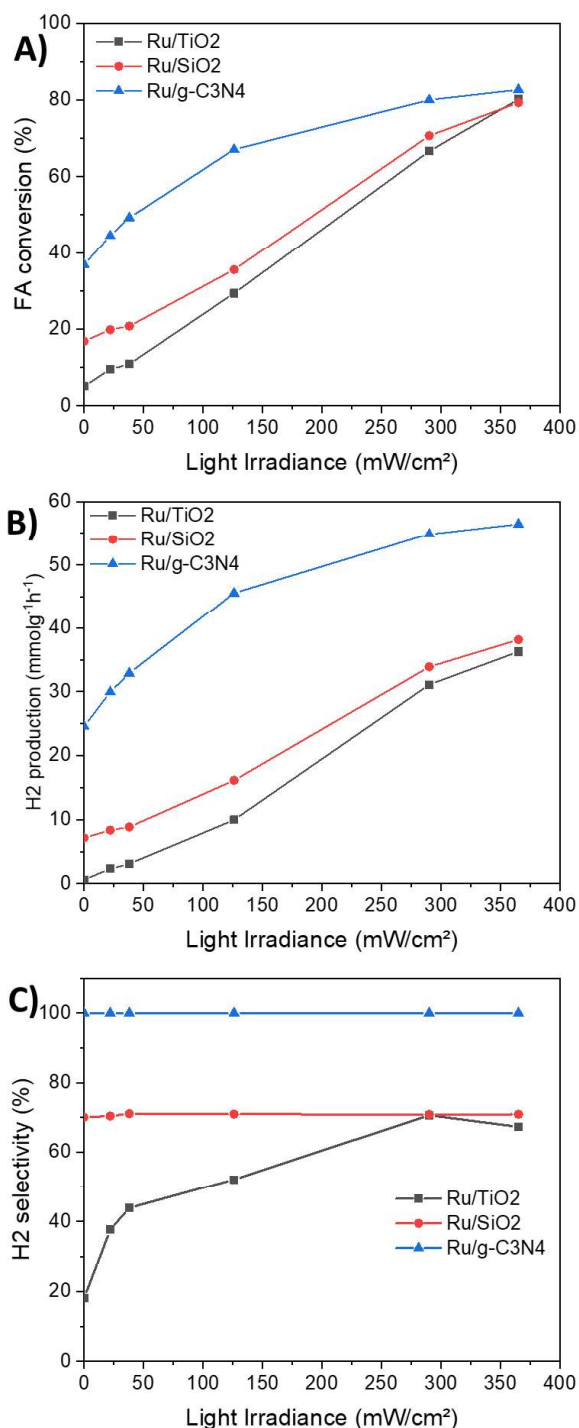 A)
Ru/TiO2
Ru/SiO2
Ru/g-C3N4
FA conversion (%)
100
80
60
40
20
0
0 50 100 150 200 250 300 350 400
Light Irradiance (mW/cm²)
B)
Ru/TiO2
Ru/SiO2
Ru/g-C3N4
H2 production (mmolg⁻¹h⁻¹)
60
50
40
30
20
10
0
0 50 100 150 200 250 300 350 400
Light Irradiance (mW/cm²)
C)
H2 selectivity (%)
100
80
60
40
20
0
Ru/TiO2
Ru/SiO2
Ru/g-C3N4
0 50 100 150 200 250 300 350 400
Light Irradiance (mW/cm²)